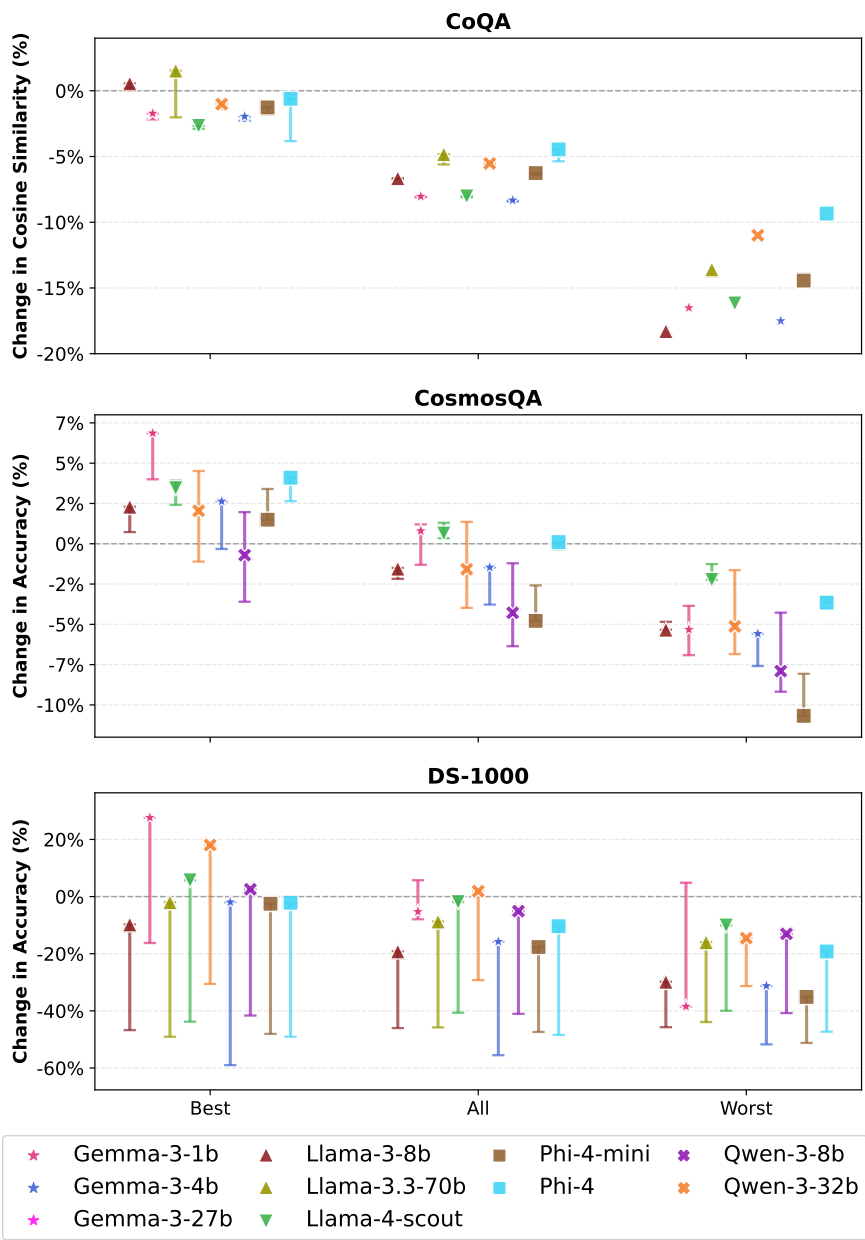 CoQA
Change in Cosine Similarity (%)
0%
-5%
-10%
-15%
-20%
CosmosQA
Change in Accuracy (%)
7%
5%
2%
0%
-2%
-5%
-7%
-10%
DS-1000
Change in Accuracy (%)
20%
0%
-20%
-40%
-60%
Best All Worst
Gemma-3-1b Llama-3-8b Phi-4-mini Qwen-3-8b
Gemma-3-4b Llama-3.3-70b Phi-4 Qwen-3-32b
Gemma-3-27b Llama-4-scout